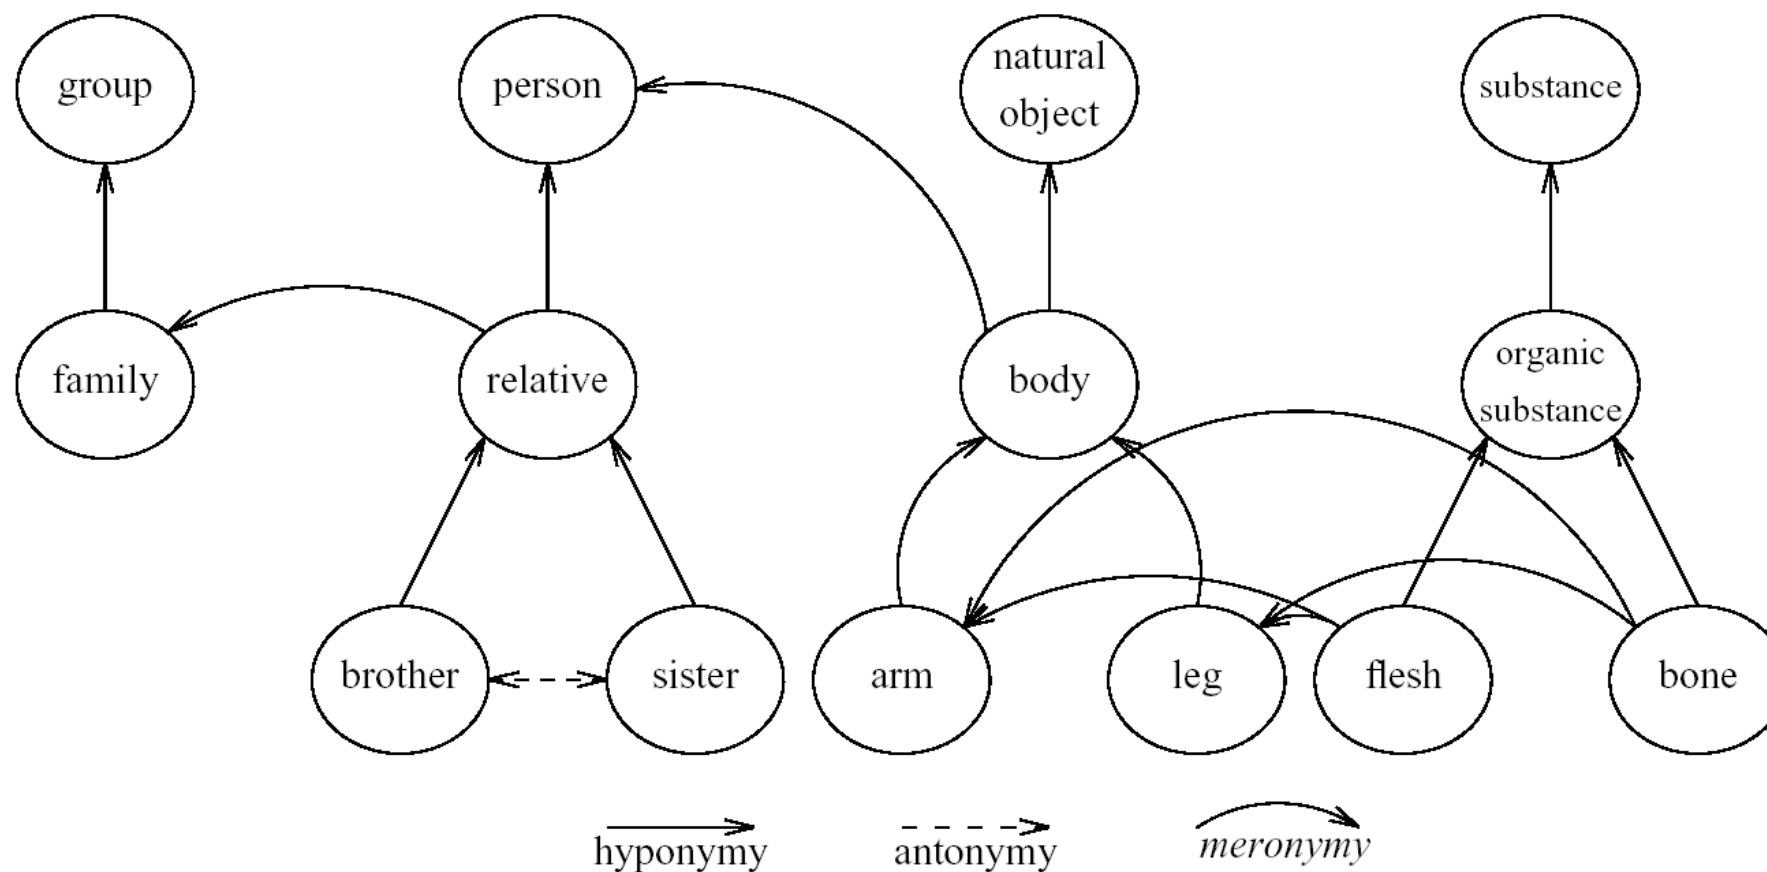 group
person
natural
object
substance
family
relative
body
organic
substance
brother
sister
arm
leg
flesh
bone
hyponymy
antonymy
meronymy